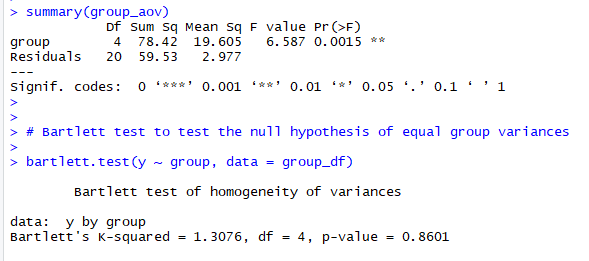 > summary(group_aov)
            Df Sum Sq Mean Sq F value Pr(>F)
group        4  78.42  19.605   6.587 0.0015 **
Residuals   20  59.53   2.977
---
Signif. codes:  0 ‘***’ 0.001 ‘**’ 0.01 ‘*’ 0.05 ‘.’ 0.1 ‘ ’ 1
>
>
> # Bartlett test to test the null hypothesis of equal group variances
>
> bartlett.test(y ~ group, data = group_df)
        Bartlett test of homogeneity of variances
data:  y by group
Bartlett's K-squared = 1.3076, df = 4, p-value = 0.8601